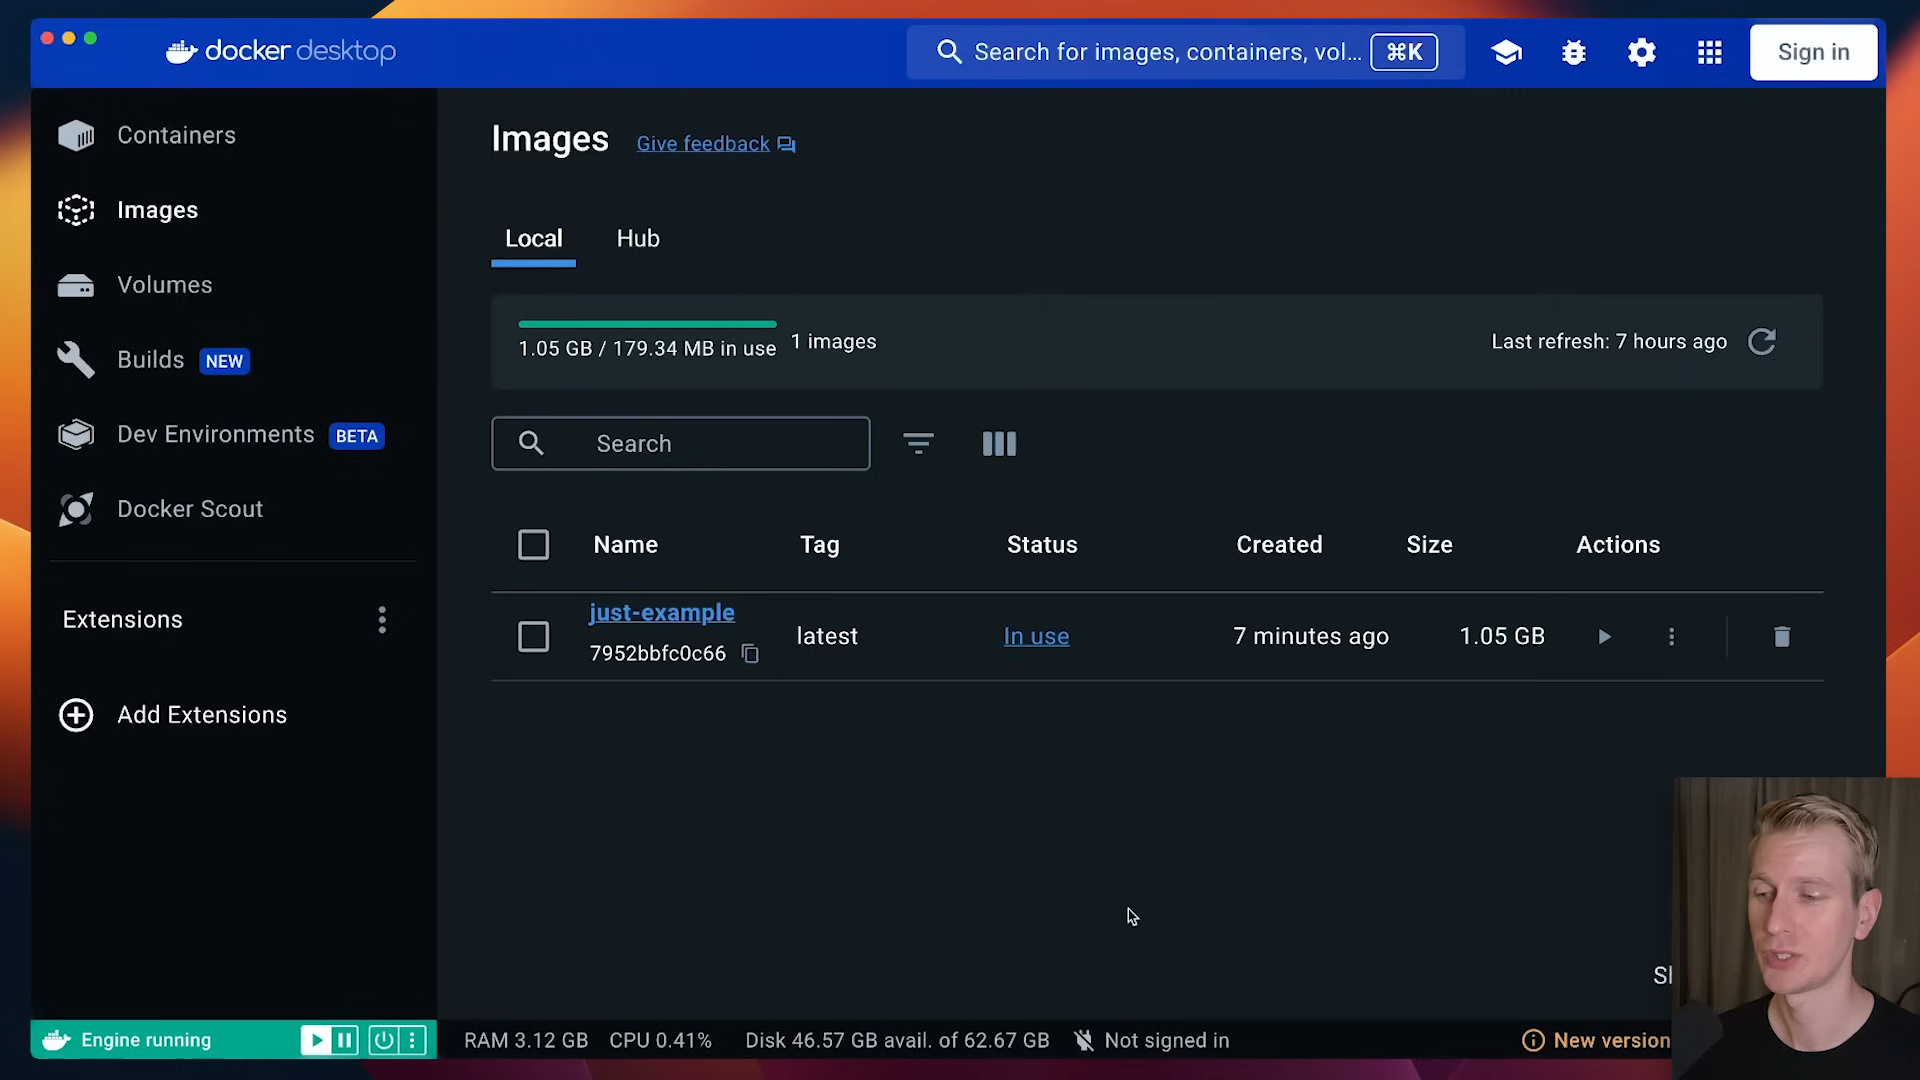 docker desktop
Search for images, containers, vol... ⌘K
Sign in
Containers
Images
Volumes
Builds NEW
Dev Environments BETA
Docker Scout
Extensions
Add Extensions
Images Give feedback
Local Hub
1.05 GB / 179.34 MB in use 1 images
Last refresh: 7 hours ago
Search
Name Tag Status Created Size Actions
just-example
7952bbfc0c66
latest In use 7 minutes ago 1.05 GB
Engine running
RAM 3.12 GB CPU 0.41% Disk 46.57 GB avail. of 62.67 GB Not signed in
New version